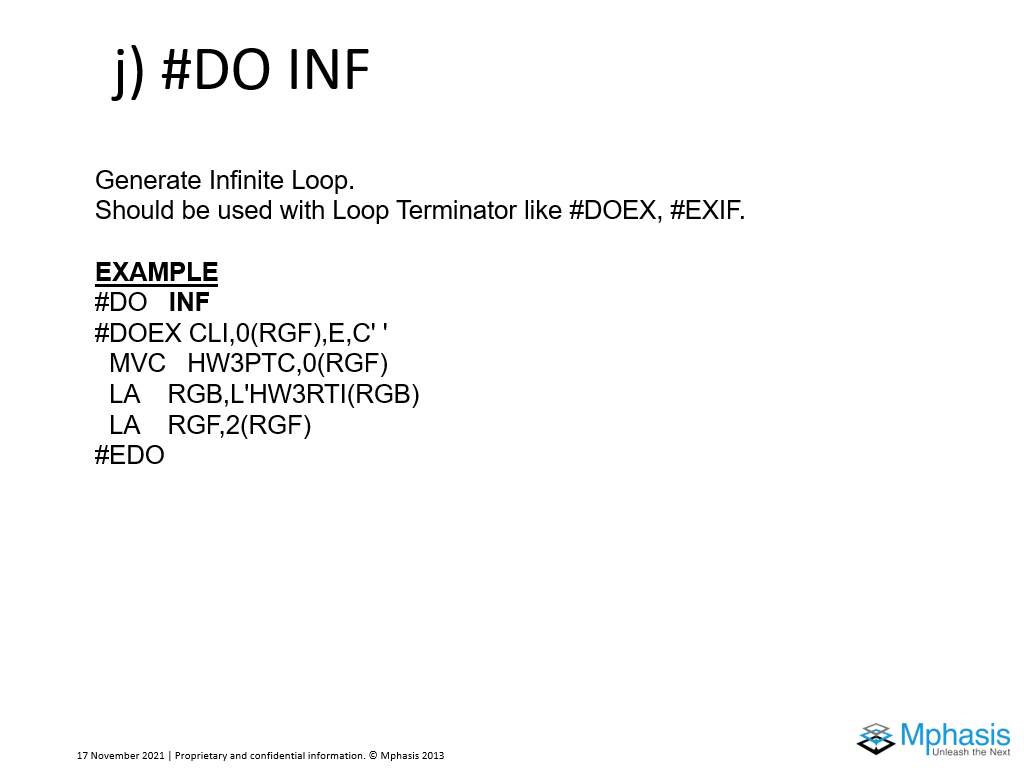 j) #DO INF
Generate Infinite Loop.
Should be used with Loop Terminator like #DOEX, #EXIF.
EXAMPLE
#DO   INF
#DOEX CLI,0(RGF),E,C' '
  MVC   HW3PTC,0(RGF)
  LA    RGB,L'HW3RTI(RGB)
  LA    RGF,2(RGF)
#EDO
17 November 2021 | Proprietary and confidential information. © Mphasis 2013
Mphasis
Unleash the Next